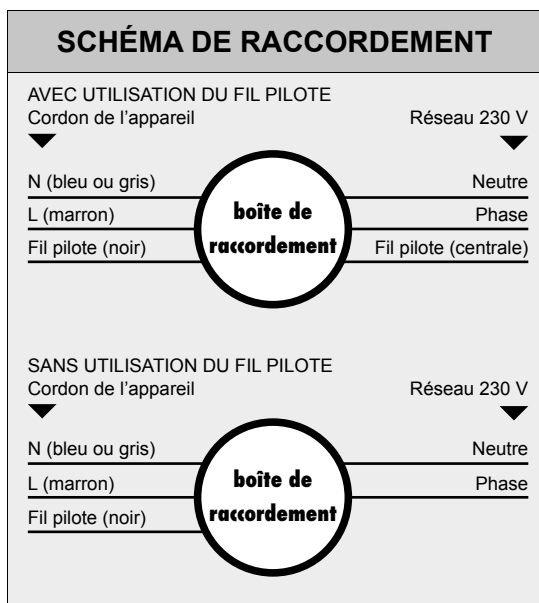 SCHÉMA DE RACCORDEMENT
AVEC UTILISATION DU FIL PILOTE
Cordon de l'appareil
Réseau 230 V
N (bleu ou gris)
Neutre
L (marron)
Phase
Fil pilote (noir)
Fil pilote (centrale)
boîte de
raccordement
SANS UTILISATION DU FIL PILOTE
Cordon de l'appareil
Réseau 230 V
N (bleu ou gris)
Neutre
L (marron)
Phase
Fil pilote (noir)
boîte de
raccordement